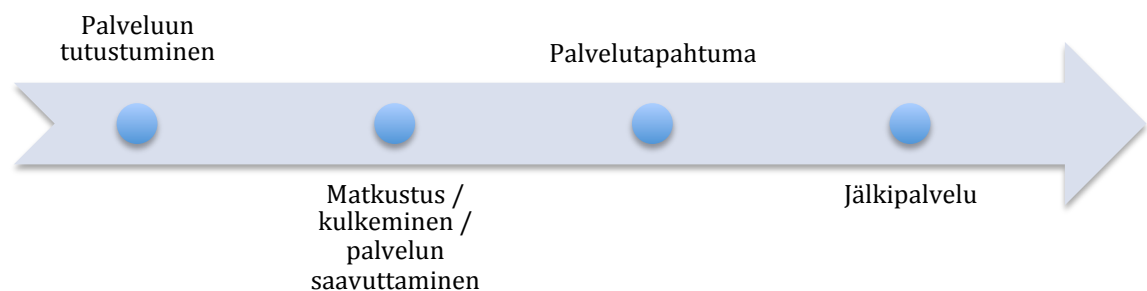 Palveluun
tutustuminen
Matkustus /
kulkeminen /
palvelun
saavuttaminen
Palvelutapahtuma
Jälkipalvelu